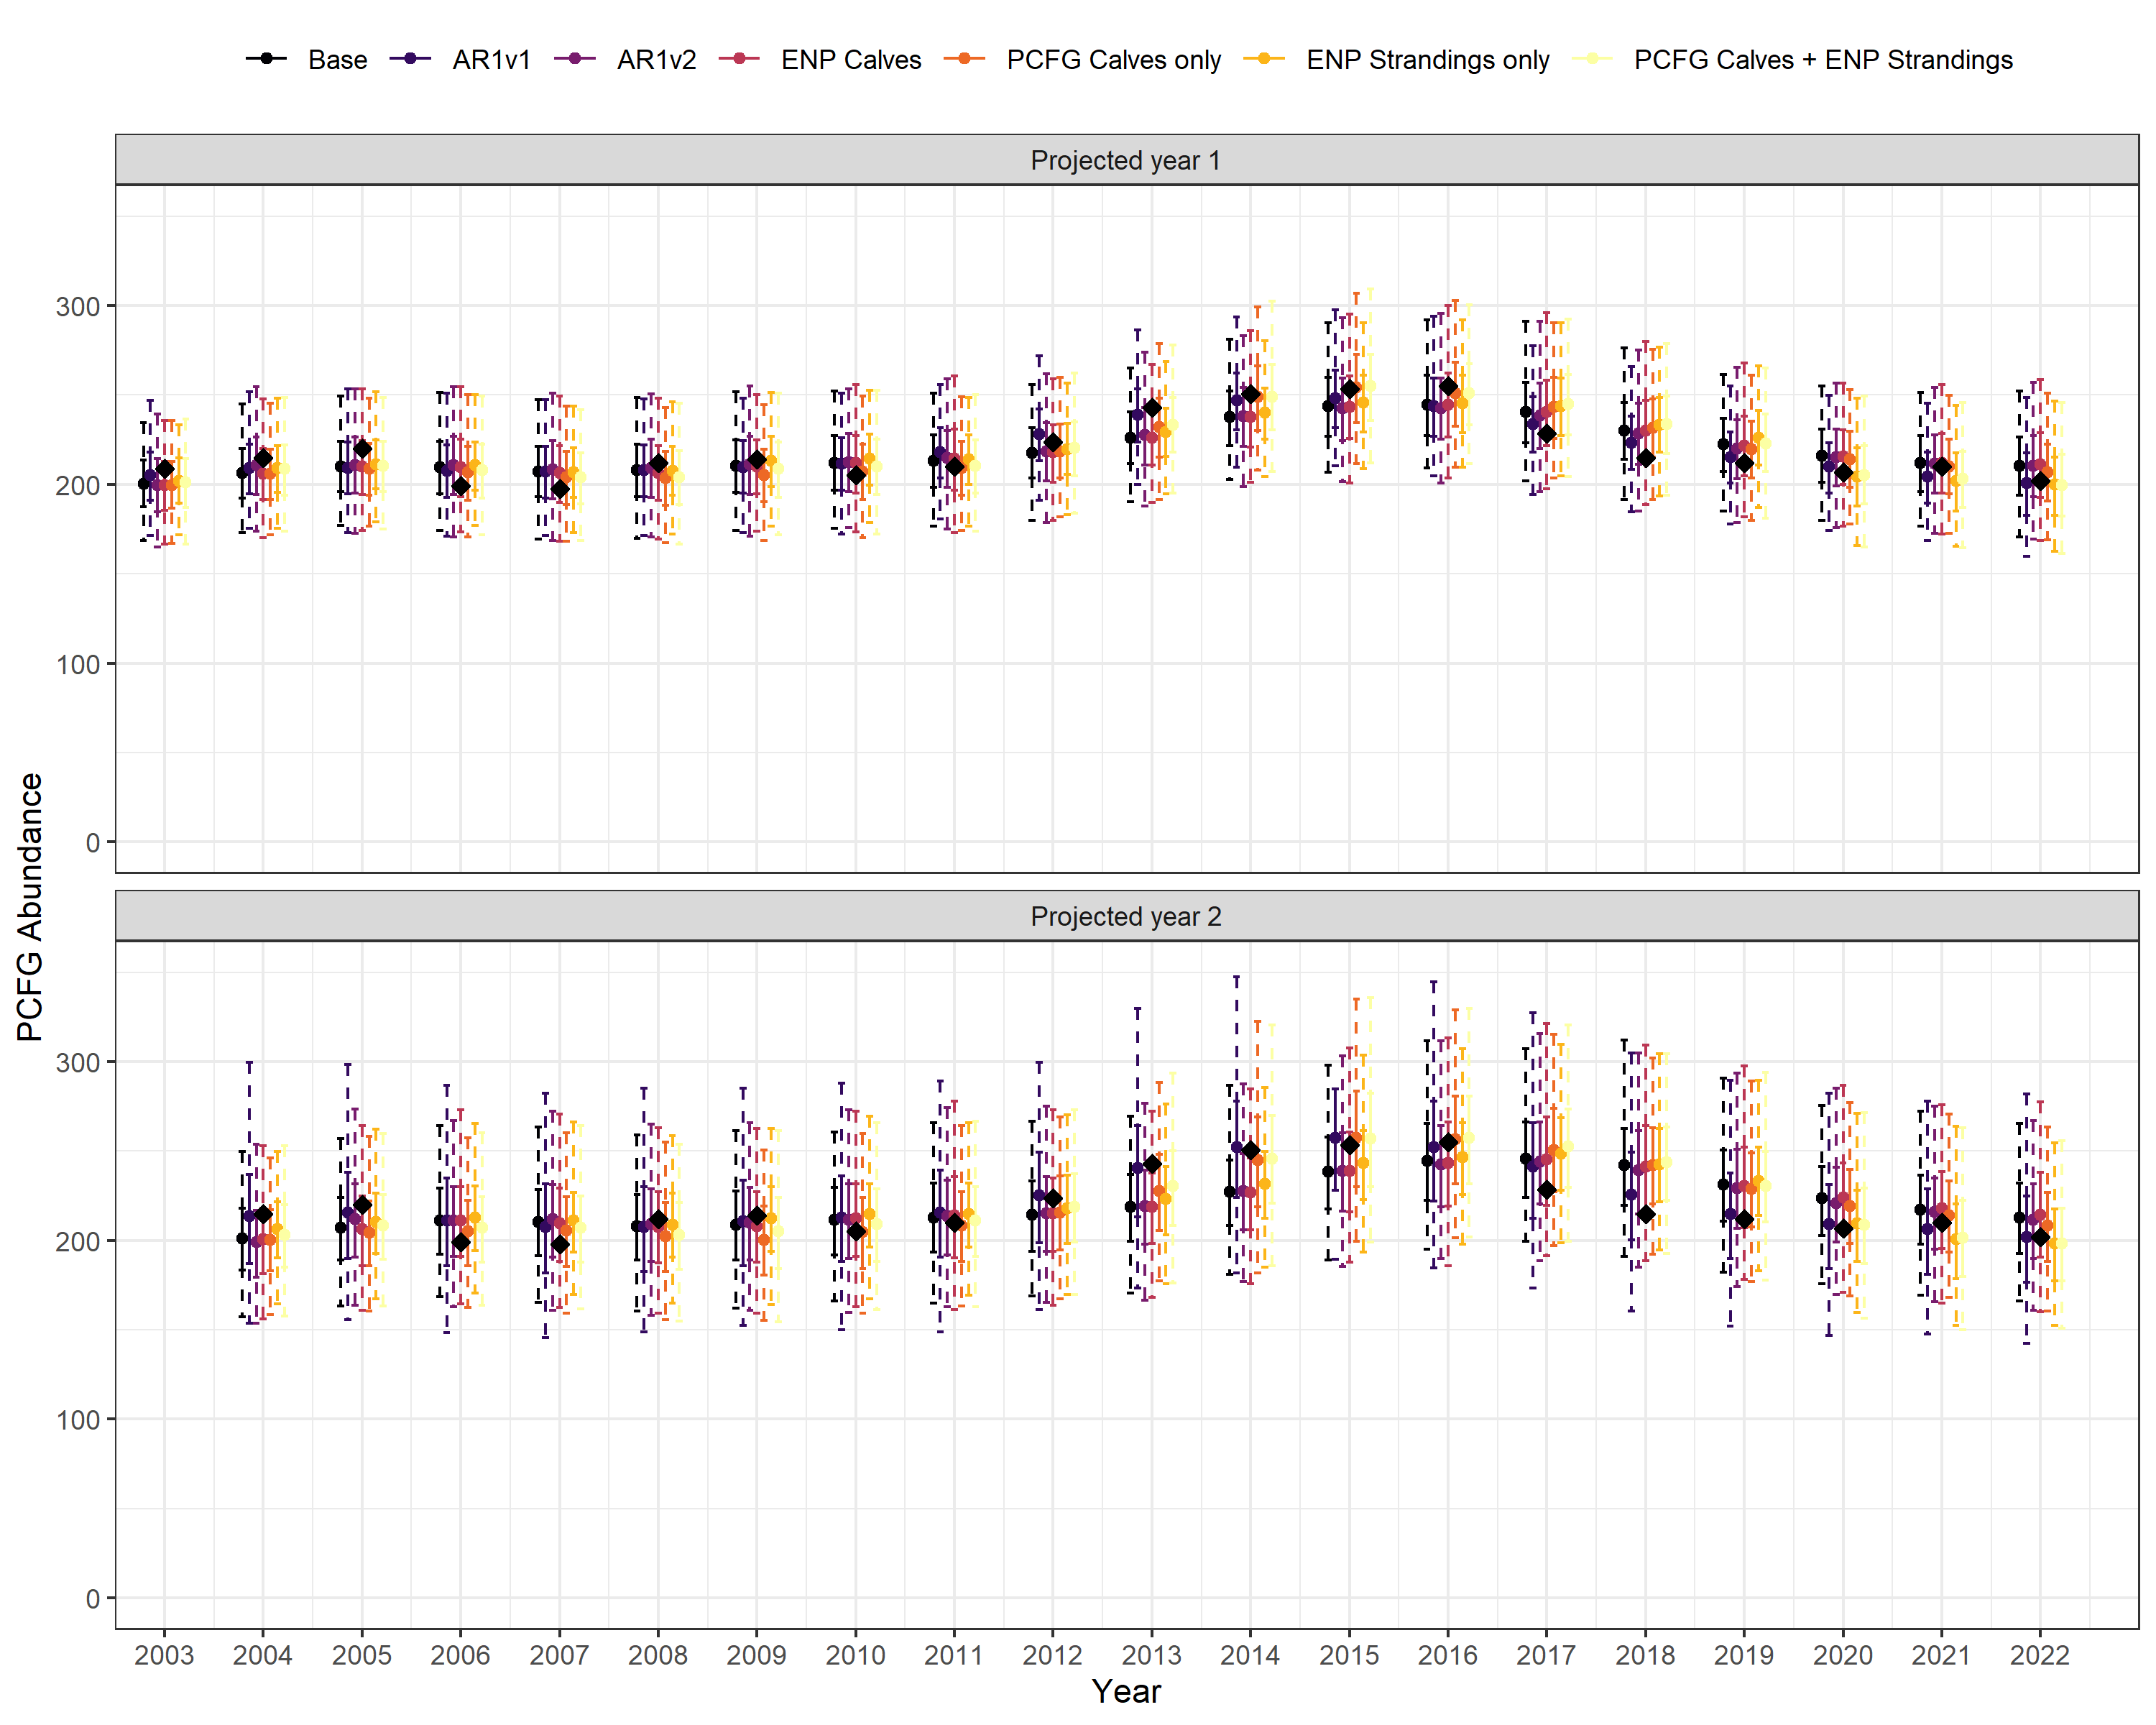 Base AR1v1 AR1v2 ENP Calves PCFG Calves only ENP Strandings only PCFG Calves + ENP Strandings
Projected year 1
300
200
100
0
PCFG Abundance
Projected year 2
300
200
100
0
2003 2004 2005 2006 2007 2008 2009 2010 2011 2012 2013 2014 2015 2016 2017 2018 2019 2020 2021 2022
Year